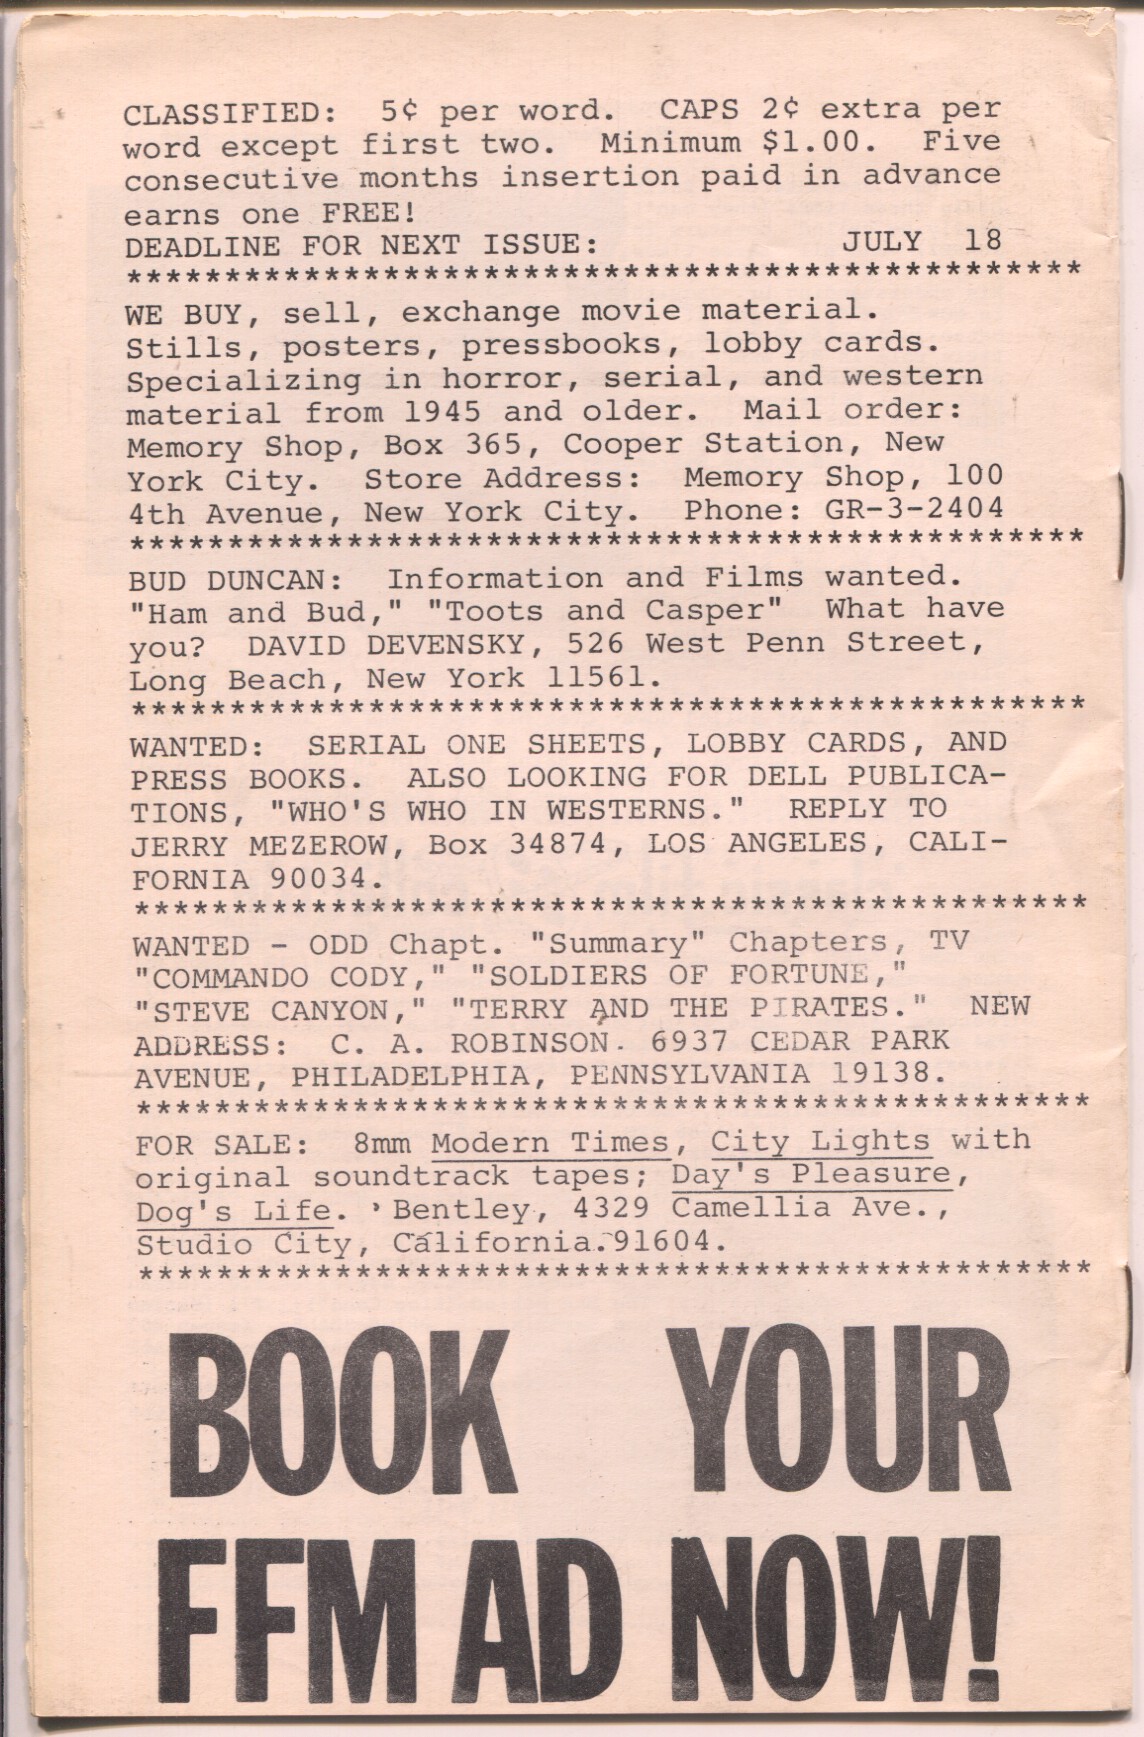 CLASSIFIED: 5¢ per word. CAPS 2¢ extra per
word except first two. Minimum $1.00. Five
consecutive months insertion paid in advance
earns one FREE!
DEADLINE FOR NEXT ISSUE: JULY 18
************************************************
WE BUY, sell, exchange movie material.
Stills, posters, pressbooks, lobby cards.
Specializing in horror, serial, and western
material from 1945 and older. Mail order:
Memory Shop, Box 365, Cooper Station, New
York City. Store Address: Memory Shop, 100
4th Avenue, New York City. Phone: GR-3-2404
************************************************
BUD DUNCAN: Information and Films wanted.
"Ham and Bud," "Toots and Casper" What have
you? DAVID DEVENSKY, 526 West Penn Street,
Long Beach, New York 11561.
************************************************
WANTED: SERIAL ONE SHEETS, LOBBY CARDS, AND
PRESS BOOKS. ALSO LOOKING FOR DELL PUBLICA-
TIONS, "WHO'S WHO IN WESTERNS." REPLY TO
JERRY MEZEROW, Box 34874, LOS ANGELES, CALI-
FORNIA 90034.
************************************************
WANTED - ODD Chapt. "Summary" Chapters, TV
"COMMANDO CODY," "SOLDIERS OF FORTUNE,"
"STEVE CANYON," "TERRY AND THE PIRATES." NEW
ADDRESS: C. A. ROBINSON. 6937 CEDAR PARK
AVENUE, PHILADELPHIA, PENNSYLVANIA 19138.
************************************************
FOR SALE: 8mm Modern Times, City Lights with
original soundtrack tapes; Day's Pleasure,
Dog's Life. Bentley, 4329 Camellia Ave.,
Studio City, California. 91604.
************************************************
BOOK YOUR
FFM AD NOW!